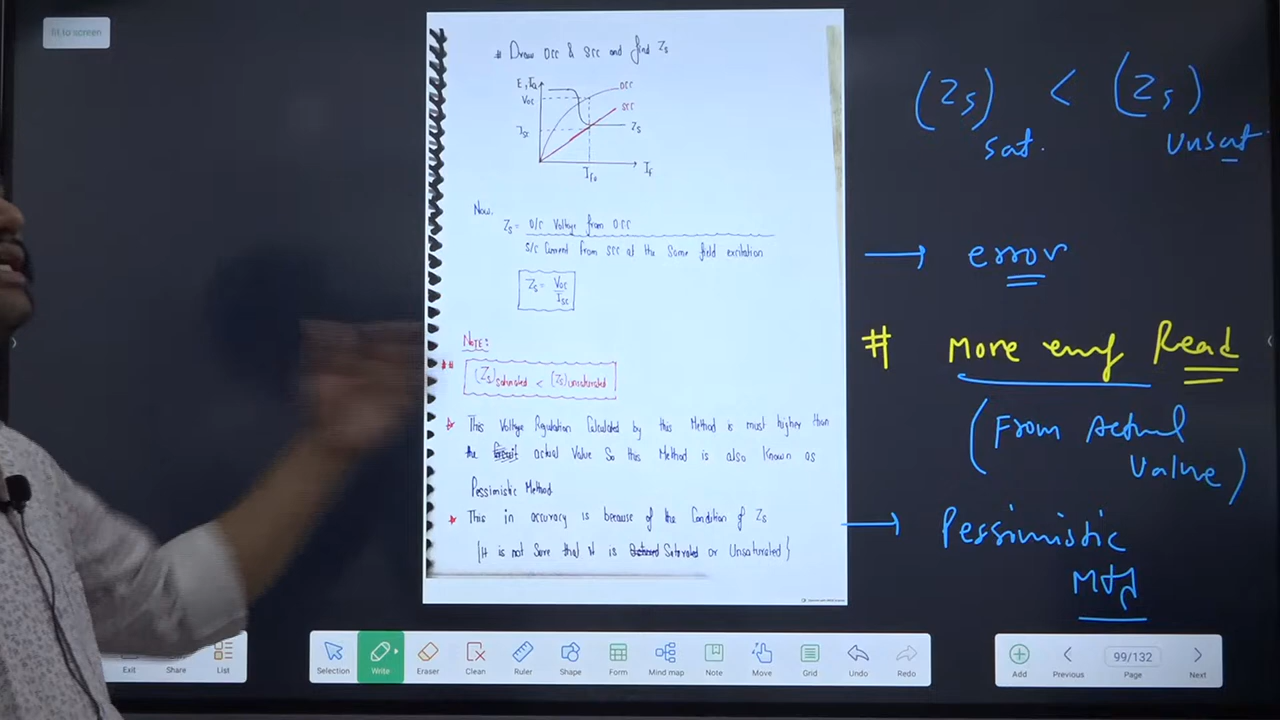 fit to screen
# Draw OCC & SCC and find Zs
E, Ia
OCC
Voc
SCC
Isc
Zs
If
If0
Now,
Zs = O/C Voltage from OCC
S/C Current from SCC at the Same field excitation
Zs = Voc
Isc
NOTE:
(Zs)saturated < (Zs)unsaturated
This Voltage Regulation Calculated by this Method is must higher than
the actual Value So this Method is also known as
Pessimistic Method
This in accuracy is because of the Condition of Zs
{It is not Sure that it is Saturated or Unsaturated}
(Zs) sat. < (Zs) Unsat.
→ error
# More emf Read
(From Actual
Value)
→ Pessimistic
Mtd
Exit
Share
List
Selection
Write
Eraser
Clean
Ruler
Shape
Form
Mind map
Note
Move
Grid
Undo
Redo
Add
Previous
99/132
Page
Next